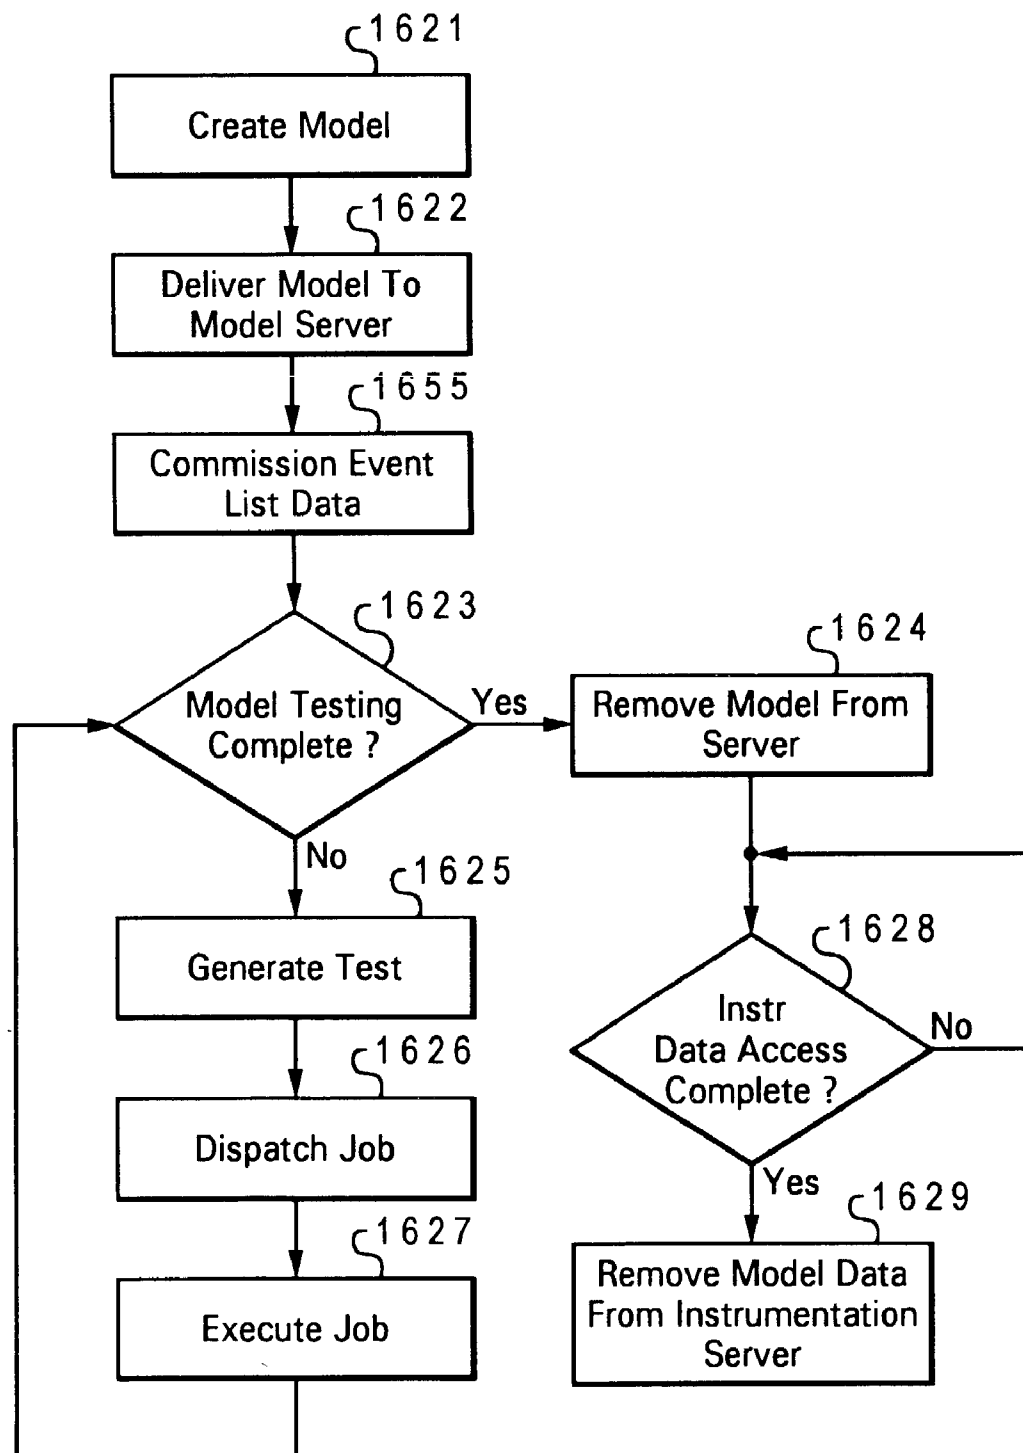 1621
Create Model
1622
Deliver Model To
Model Server
1655
Commission Event
List Data
1623
Model Testing
Complete ?
Yes
No
1624
Remove Model From
Server
1625
Generate Test
1626
Dispatch Job
1627
Execute Job
1628
Instr
Data Access
Complete ?
No
Yes
1629
Remove Model Data
From Instrumentation
Server